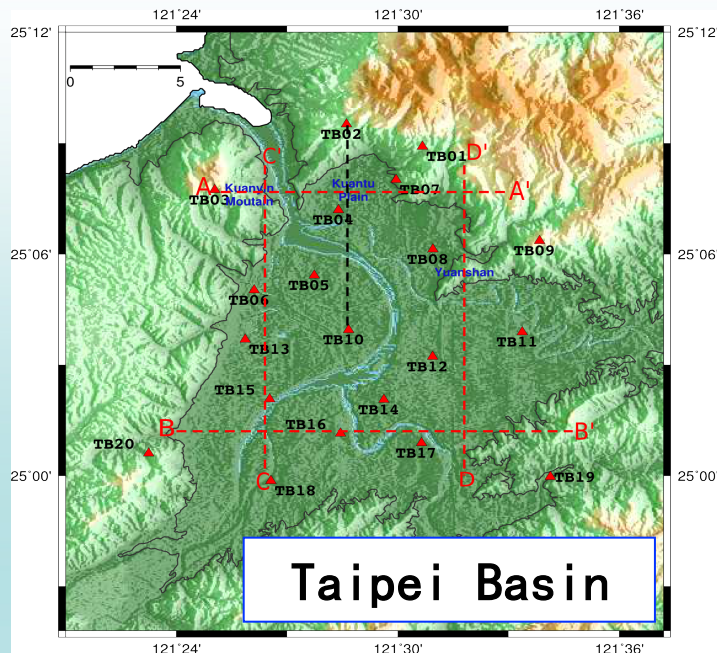 121°24' 121°30' 121°36'
25°12' 25°12'
0 5
TB02
TB01
C' D'
TB07
A Kuanyin Moutain Kuantu Plain A'
TB03
TB04
TB08 TB09
25°06' 25°06'
Yuanshan
TB05
TB06
TB10 TB11
TB13
TB12
TB15 TB14
B TB16 B'
TB20 TB17
25°00' C D TB19 25°00'
TB18
Taipei Basin
121°24' 121°30' 121°36'